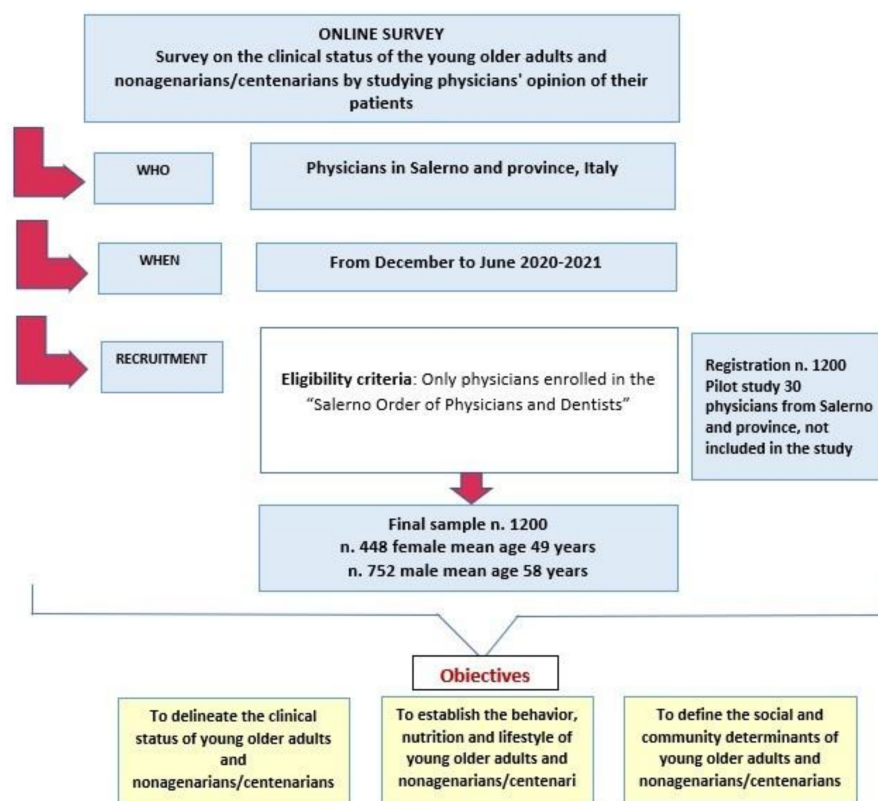 ONLINE SURVEY
Survey on the clinical status of the young older adults and
nonagenarians/centenarians by studying physicians' opinion of their
patients
WHO
Physicians in Salerno and province, Italy
WHEN
From December to June 2020-2021
RECRUITMENT
Eligibility criteria: Only physicians enrolled in the
“Salerno Order of Physicians and Dentists”
Registration n. 1200
Pilot study 30
physicians from Salerno
and province, not
included in the study
Final sample n. 1200
n. 448 female mean age 49 years
n. 752 male mean age 58 years
Obiectives
To delineate the clinical
status of young older adults
and
nonagenarians/centenarians
To establish the behavior,
nutrition and lifestyle of
young older adults and
nonagenarians/centenari
To define the social and
community determinants of
young older adults and
nonagenarians/centenarians